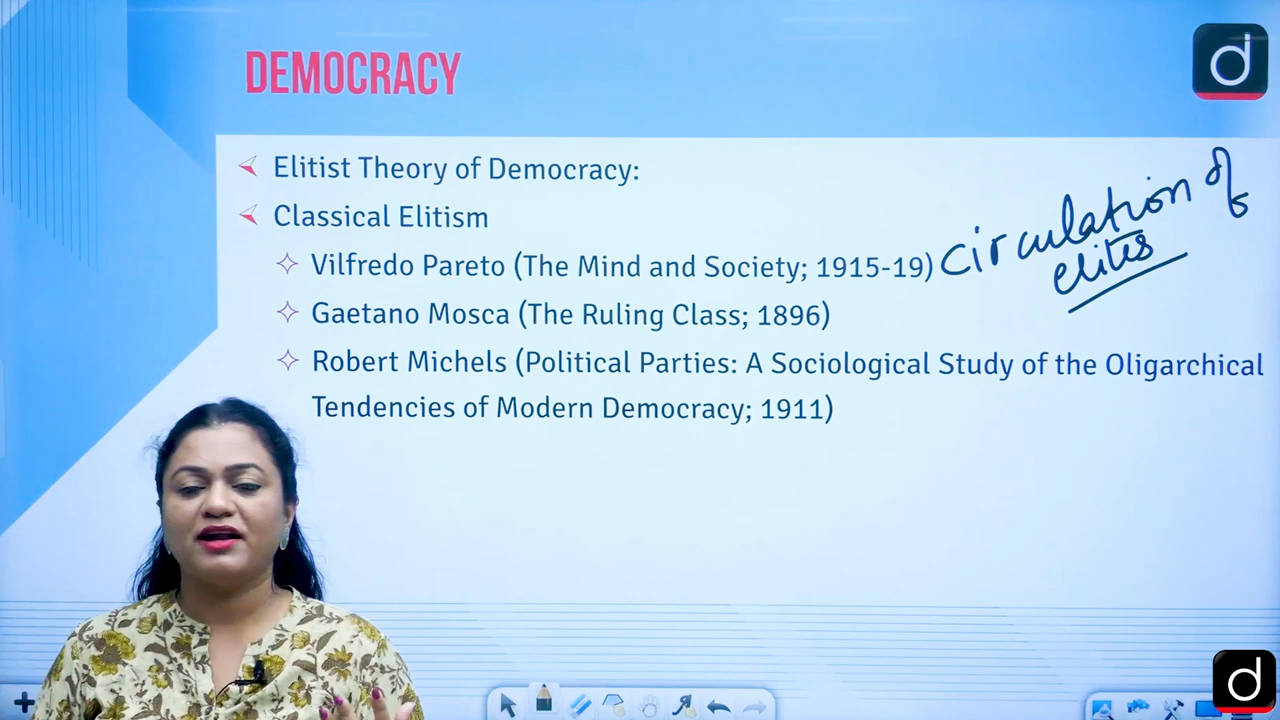 DEMOCRACY
Elitist Theory of Democracy:
Classical Elitism
Vilfredo Pareto (The Mind and Society; 1915-19)
Circulation of
elites
Gaetano Mosca (The Ruling Class; 1896)
Robert Michels (Political Parties: A Sociological Study of the Oligarchical
Tendencies of Modern Democracy; 1911)
d
d